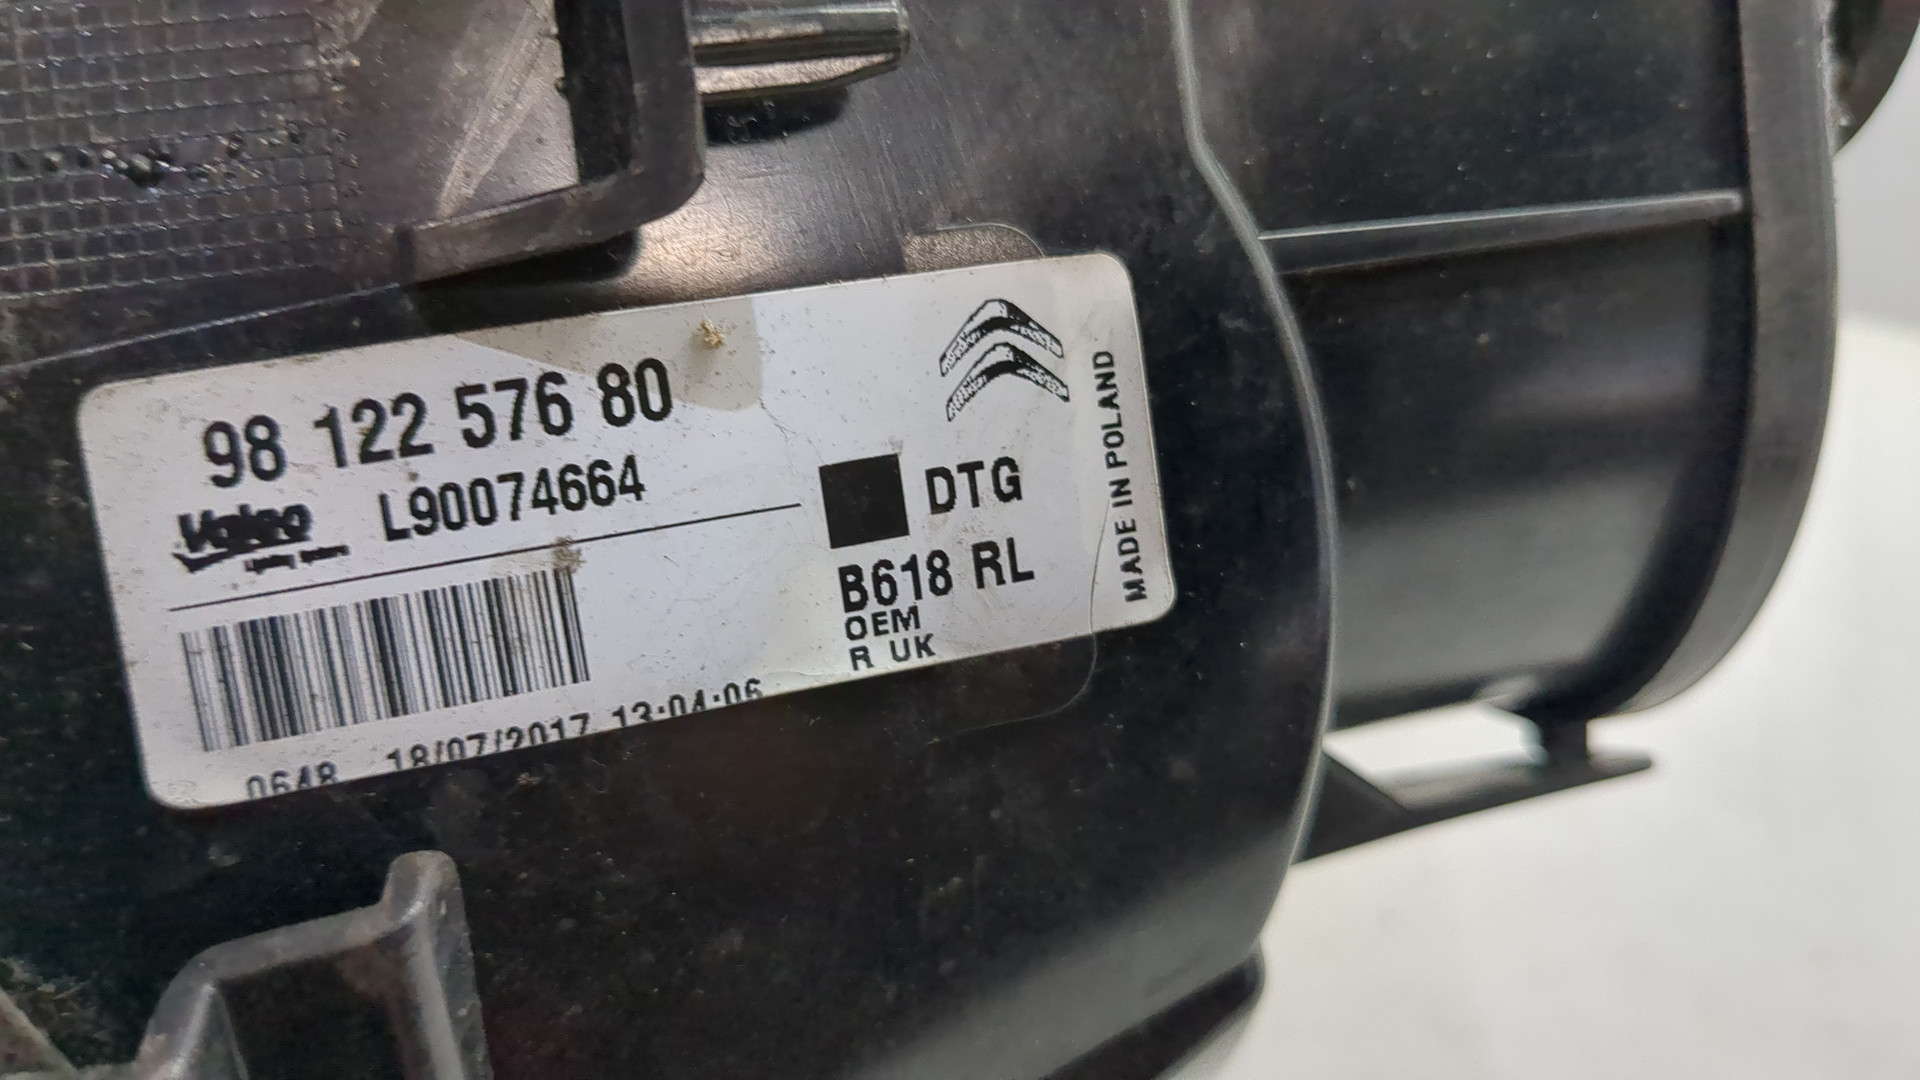 98 122 576 80
Valeo L90074664
DTG
B618 RL
OEM
R UK
0648 18/07/2017 13:04:06
MADE IN POLAND